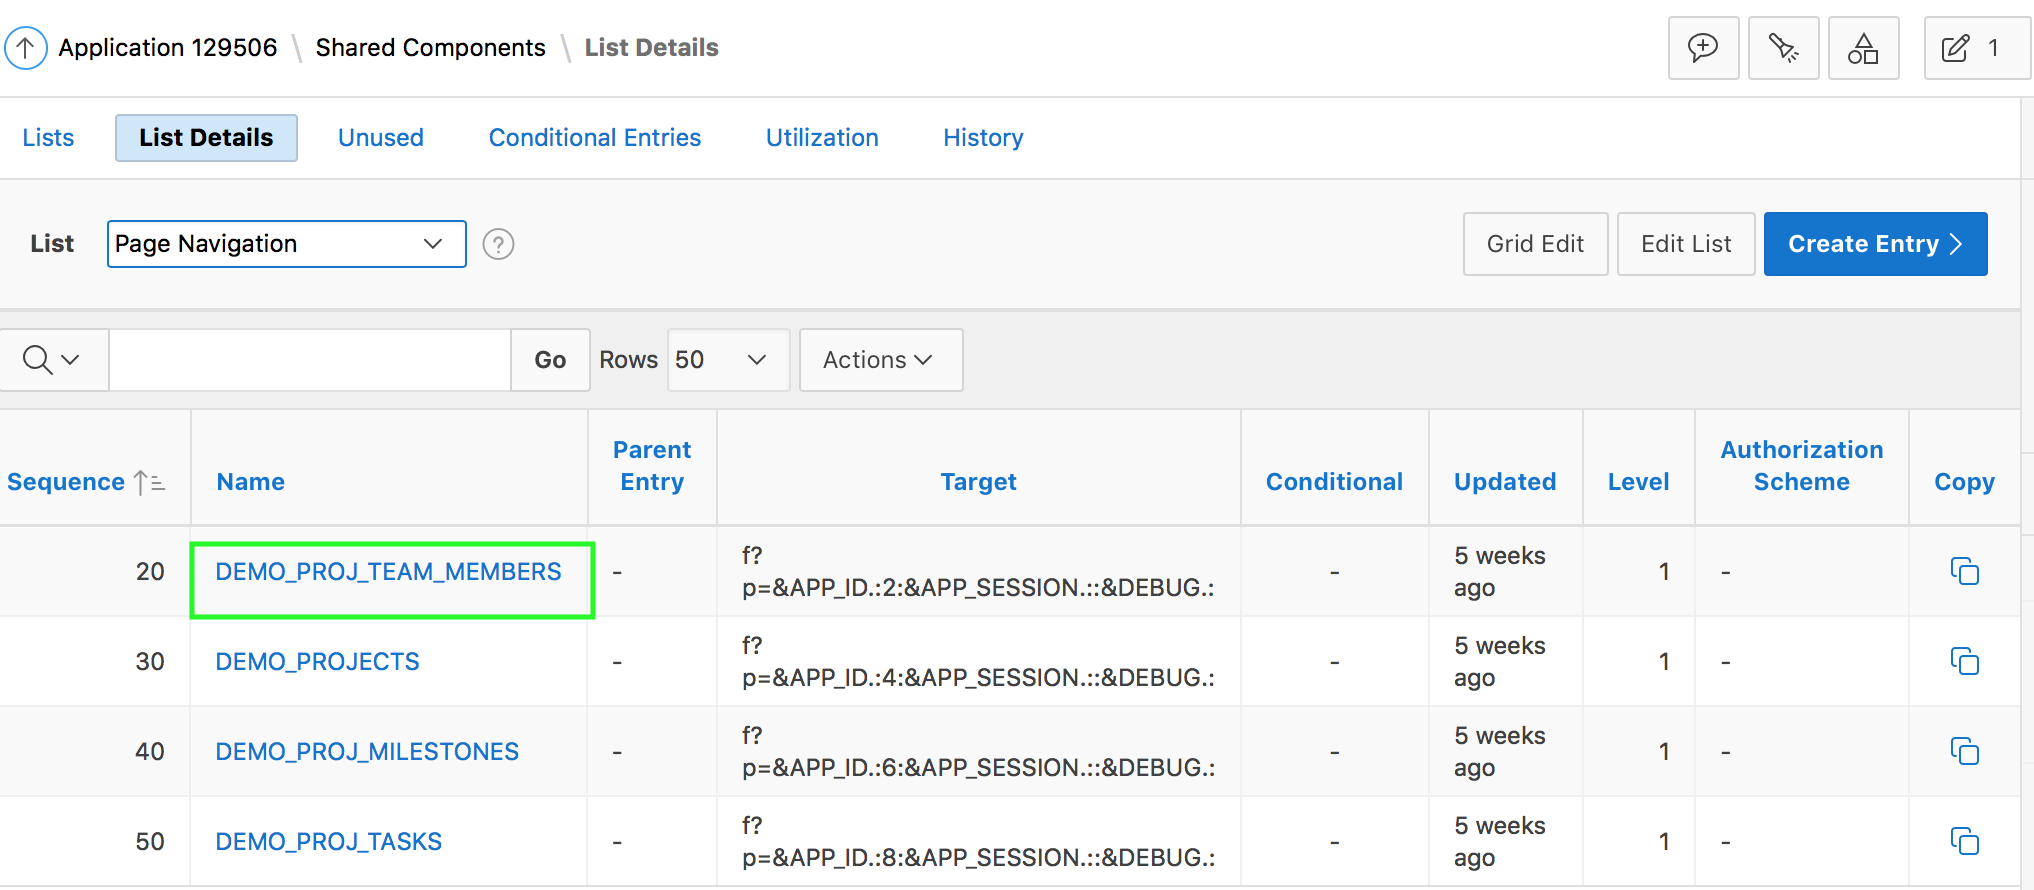 Application 129506 \ Shared Components \ List Details
1
Lists List Details Unused Conditional Entries Utilization History
List Page Navigation ? Grid Edit Edit List Create Entry >
Go Rows 50 Actions
Sequence Name Parent Entry Target Conditional Updated Level Authorization Scheme Copy
20 DEMO_PROJ_TEAM_MEMBERS - f?
p=&APP_ID.:2:&APP_SESSION.::&DEBUG.: - 5 weeks
ago 1 -
30 DEMO_PROJECTS - f?
p=&APP_ID.:4:&APP_SESSION.::&DEBUG.: - 5 weeks
ago 1 -
40 DEMO_PROJ_MILESTONES - f?
p=&APP_ID.:6:&APP_SESSION.::&DEBUG.: - 5 weeks
ago 1 -
50 DEMO_PROJ_TASKS - f?
p=&APP_ID.:8:&APP_SESSION.::&DEBUG.: - 5 weeks
ago 1 -